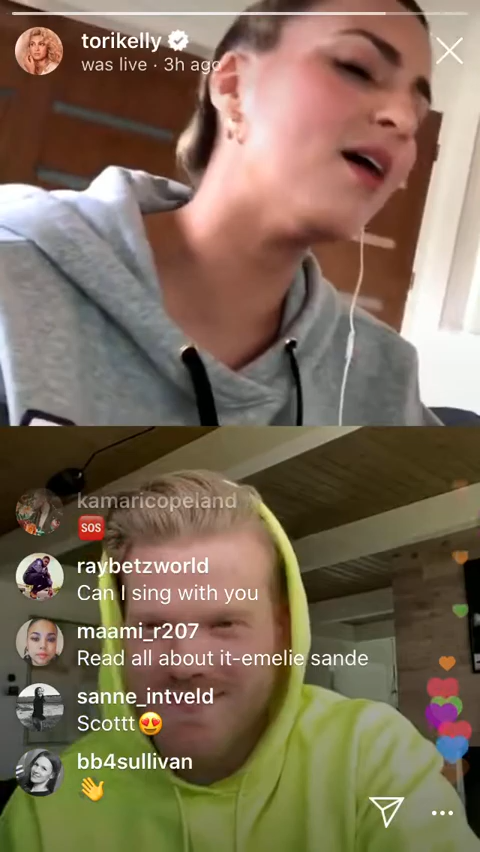 torikelly
was live · 3h ago
kamaricopeland
🆘
raybetzworld
Can I sing with you
maami_r207
Read all about it-emelie sande
sanne_intveld
Scottt😍
bb4sullivan
👋